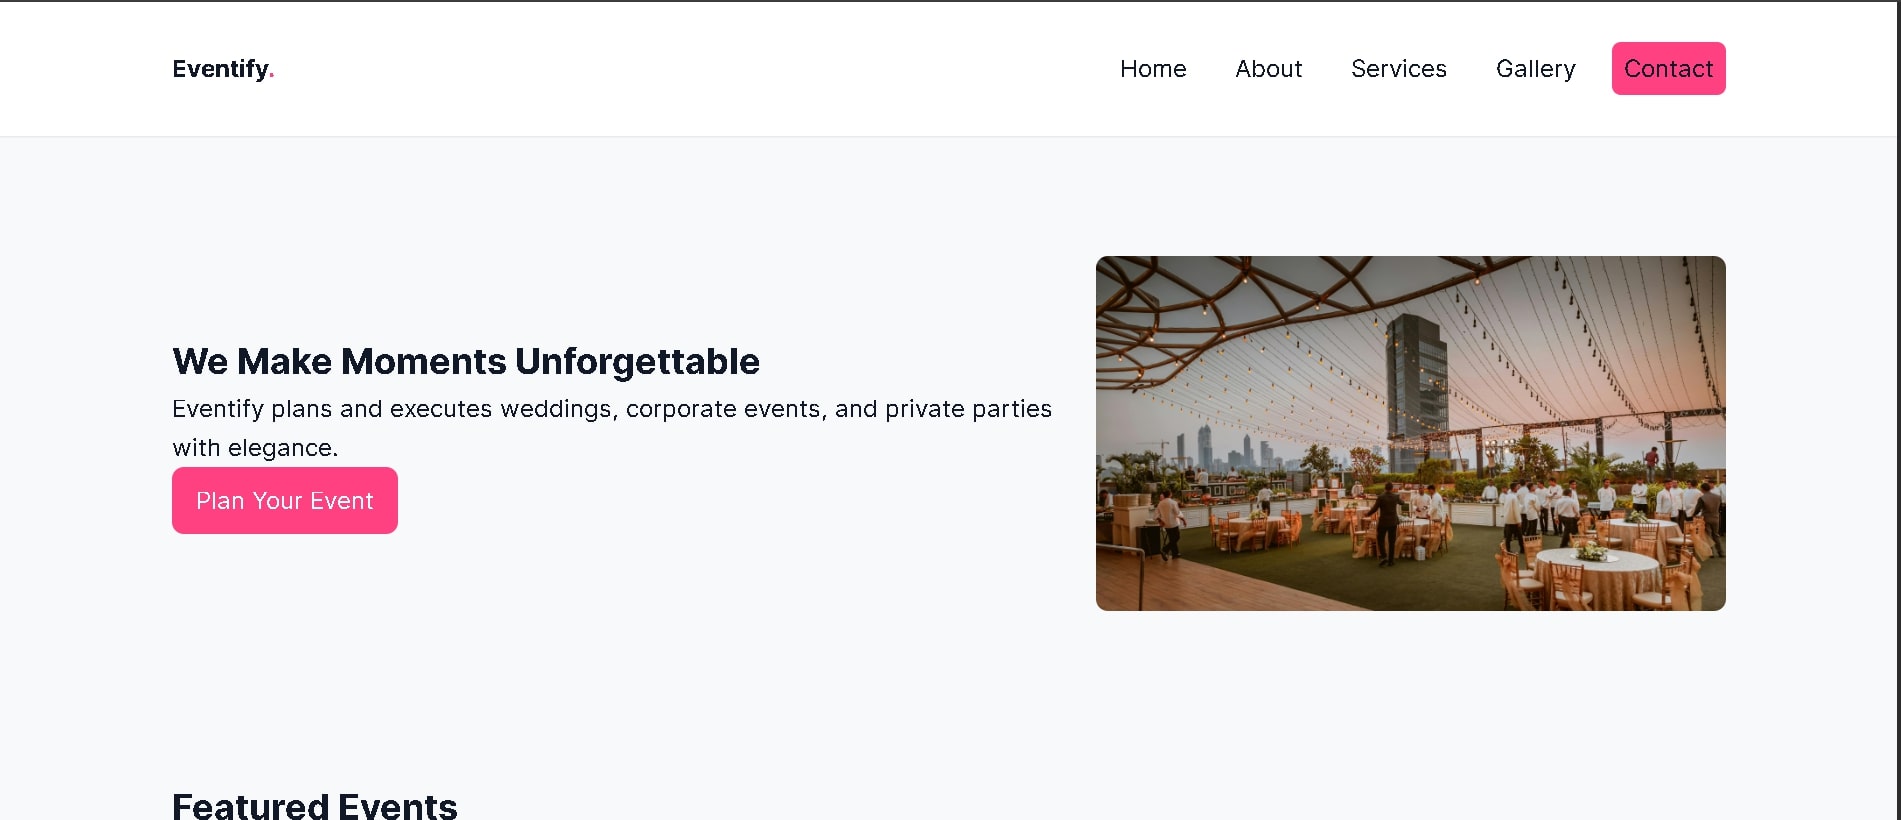 Eventify.
Home About Services Gallery Contact
We Make Moments Unforgettable
Eventify plans and executes weddings, corporate events, and private parties
with elegance.
Plan Your Event
Featured Events